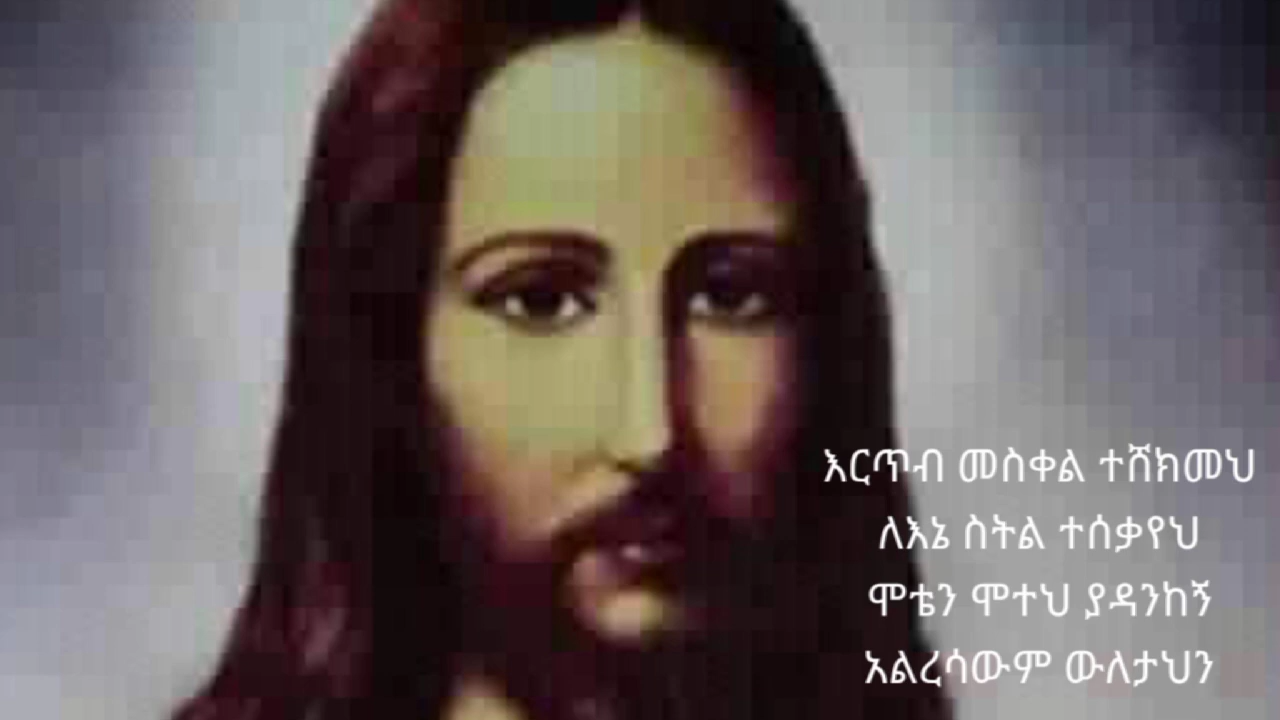 እርጥብ መስቀል ተሸክመህ
ለእኔ ስትል ተሰቃየህ
ሞቴን ሞተህ ያዳንከኝ
አልረሳውም ውለታህን